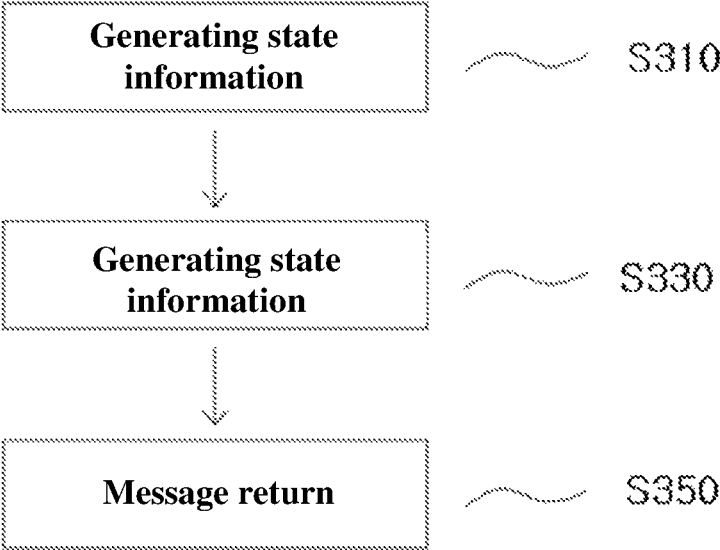 Generating state
information
S310
Generating state
information
S330
Message return
S350